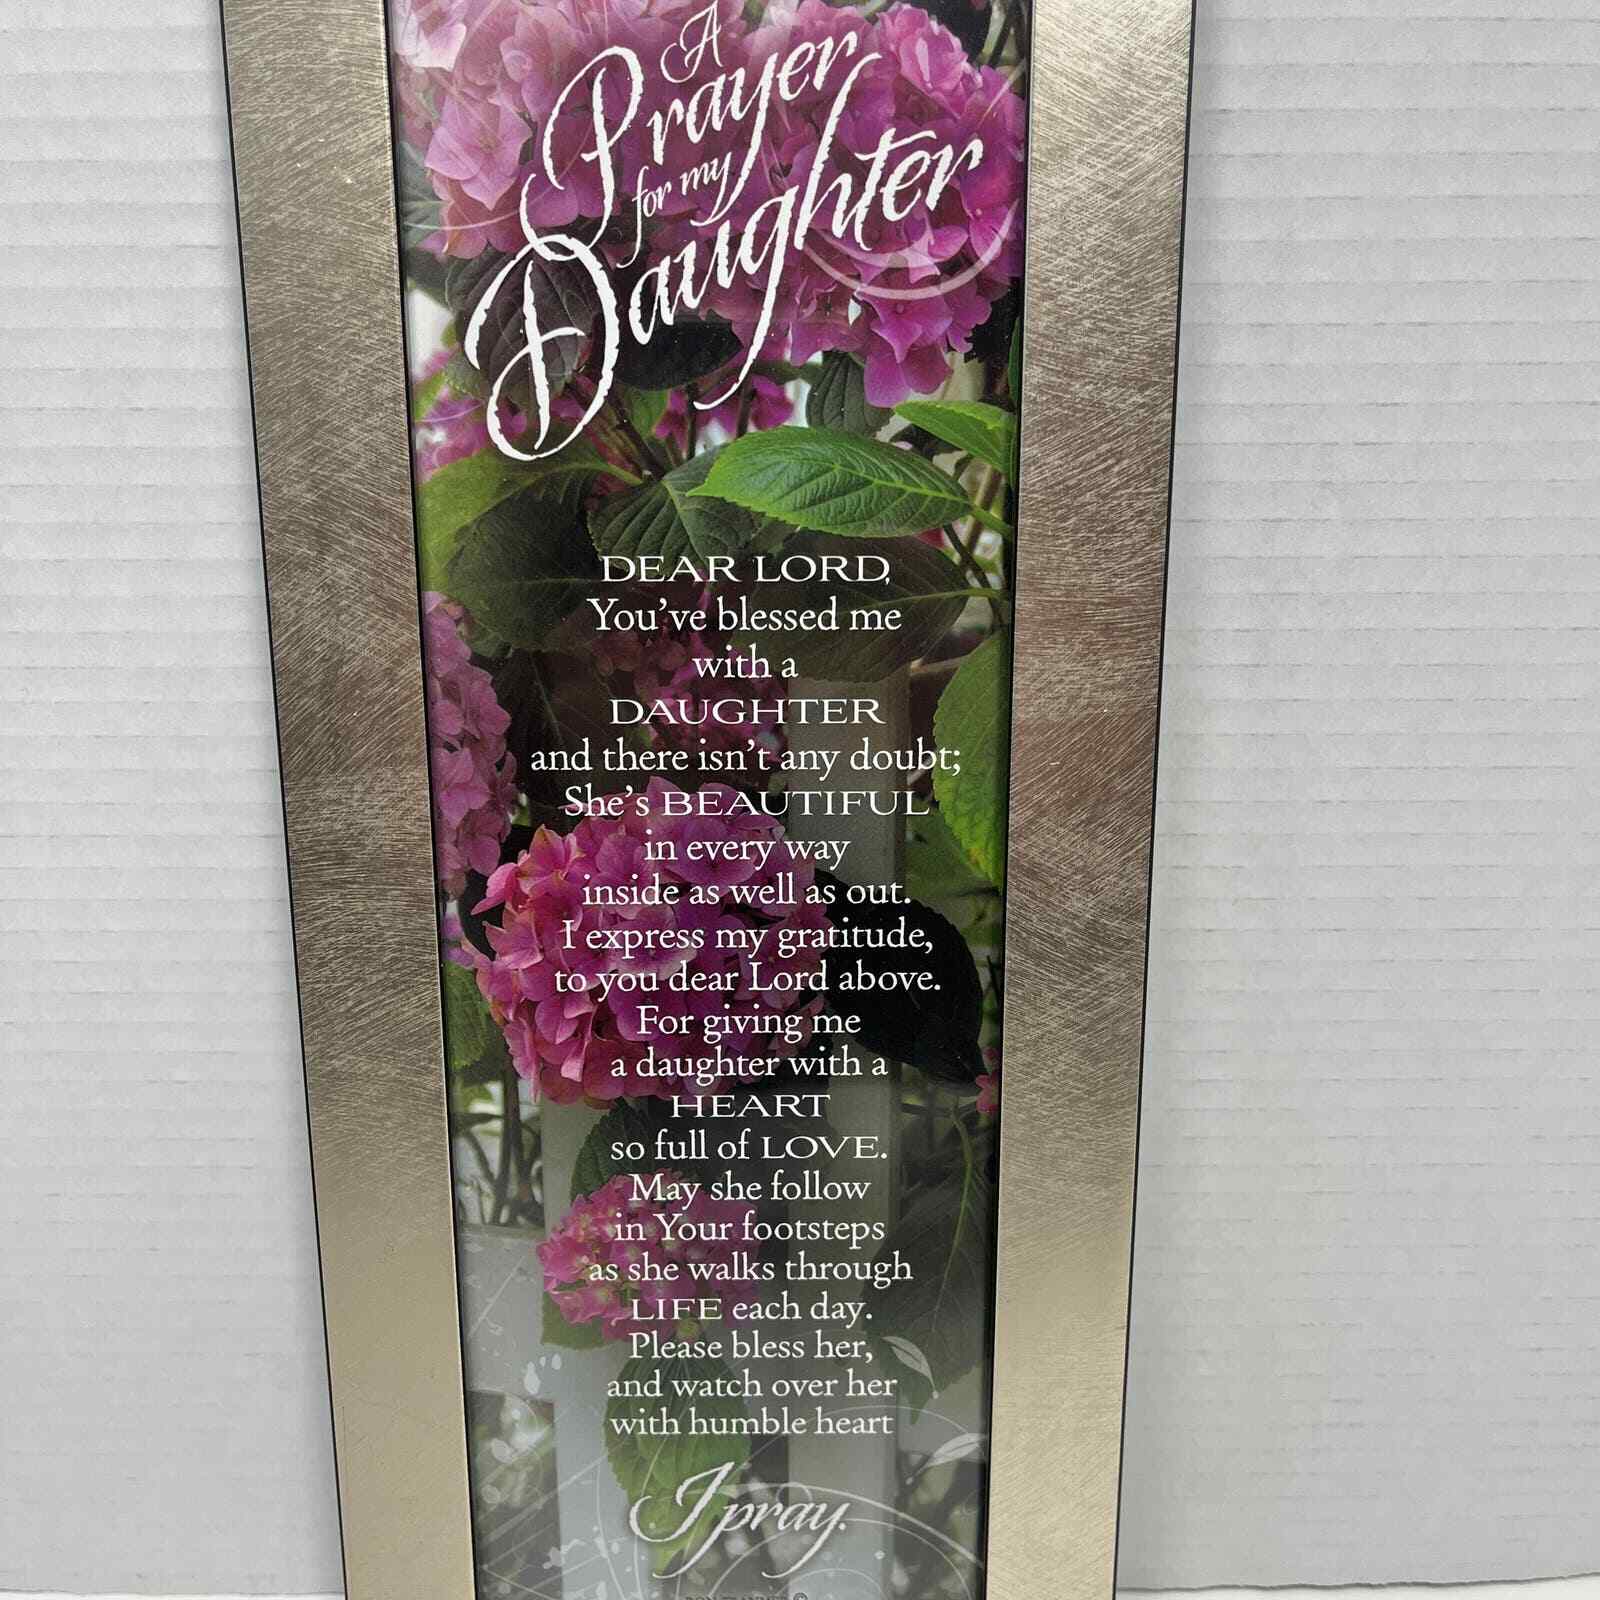 A
Prayer
for my
Daughter
DEAR LORD,
You've blessed me
with a
DAUGHTER
and there isn't any doubt;
She's BEAUTIFUL
in every way
inside as well as out.
I express my gratitude,
to you dear Lord above.
For giving me
a daughter with a
HEART
so full of LOVE.
May she follow
in Your footsteps
as she walks through
LIFE each day.
Please bless her,
and watch over her
with humble heart
I pray.